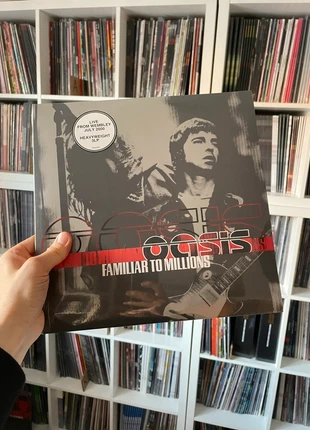 LIVE
FROM WEMBLEY
JULY 2000
HEAVYWEIGHT
3LP
oasis
FAMILIAR TO MILLIONS